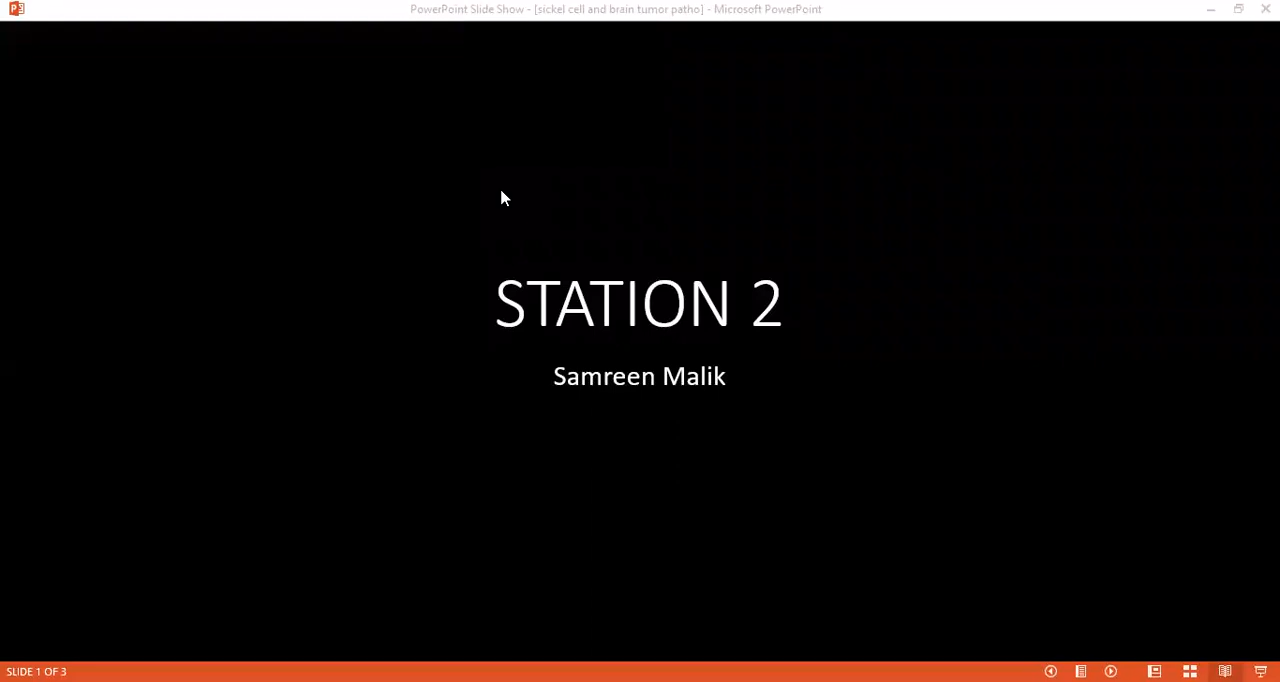 PowerPoint Slide Show - [sickel cell and brain tumor patho] - Microsoft PowerPoint
STATION 2
Samreen Malik
SLIDE 1 OF 3